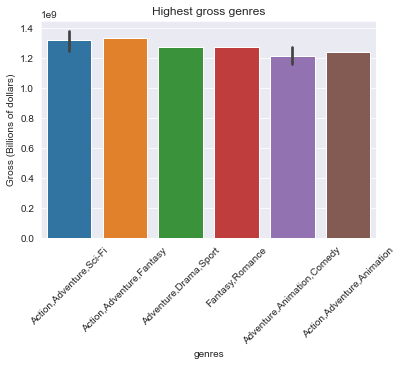 Highest gross genres
1e9
Gross (Billions of dollars)
1.4
1.2
1.0
0.8
0.6
0.4
0.2
0.0
Action,Adventure,Sci-Fi
Action,Adventure,Fantasy
Adventure,Drama,Sport
Fantasy,Romance
Adventure,Animation,Comedy
Action,Adventure,Animation
genres